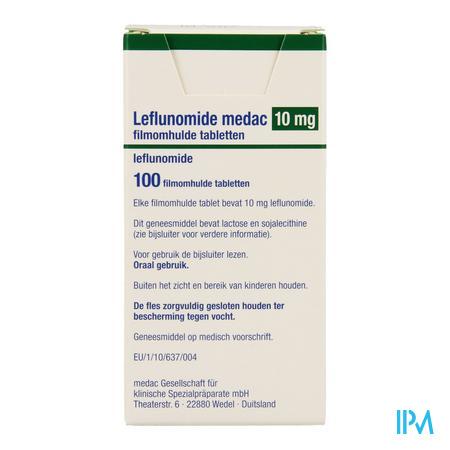 Leflunomide medac 10 mg
filmomhulde tabletten
leflunomide
100 filmomhulde tabletten
Elke filmomhulde tablet bevat 10 mg leflunomide.
Dit geneesmiddel bevat lactose en sojalecithine
(zie bijsluiter voor verdere informatie).
Voor gebruik de bijsluiter lezen.
Oraal gebruik.
Buiten het zicht en bereik van kinderen houden.
De fles zorgvuldig gesloten houden ter
bescherming tegen vocht.
Geneesmiddel op medisch voorschrift.
EU/1/10/637/004
medac Gesellschaft für
klinische Spezialpräparate mbH
Theaterstr. 6 - 22880 Wedel - Duitsland
IPM